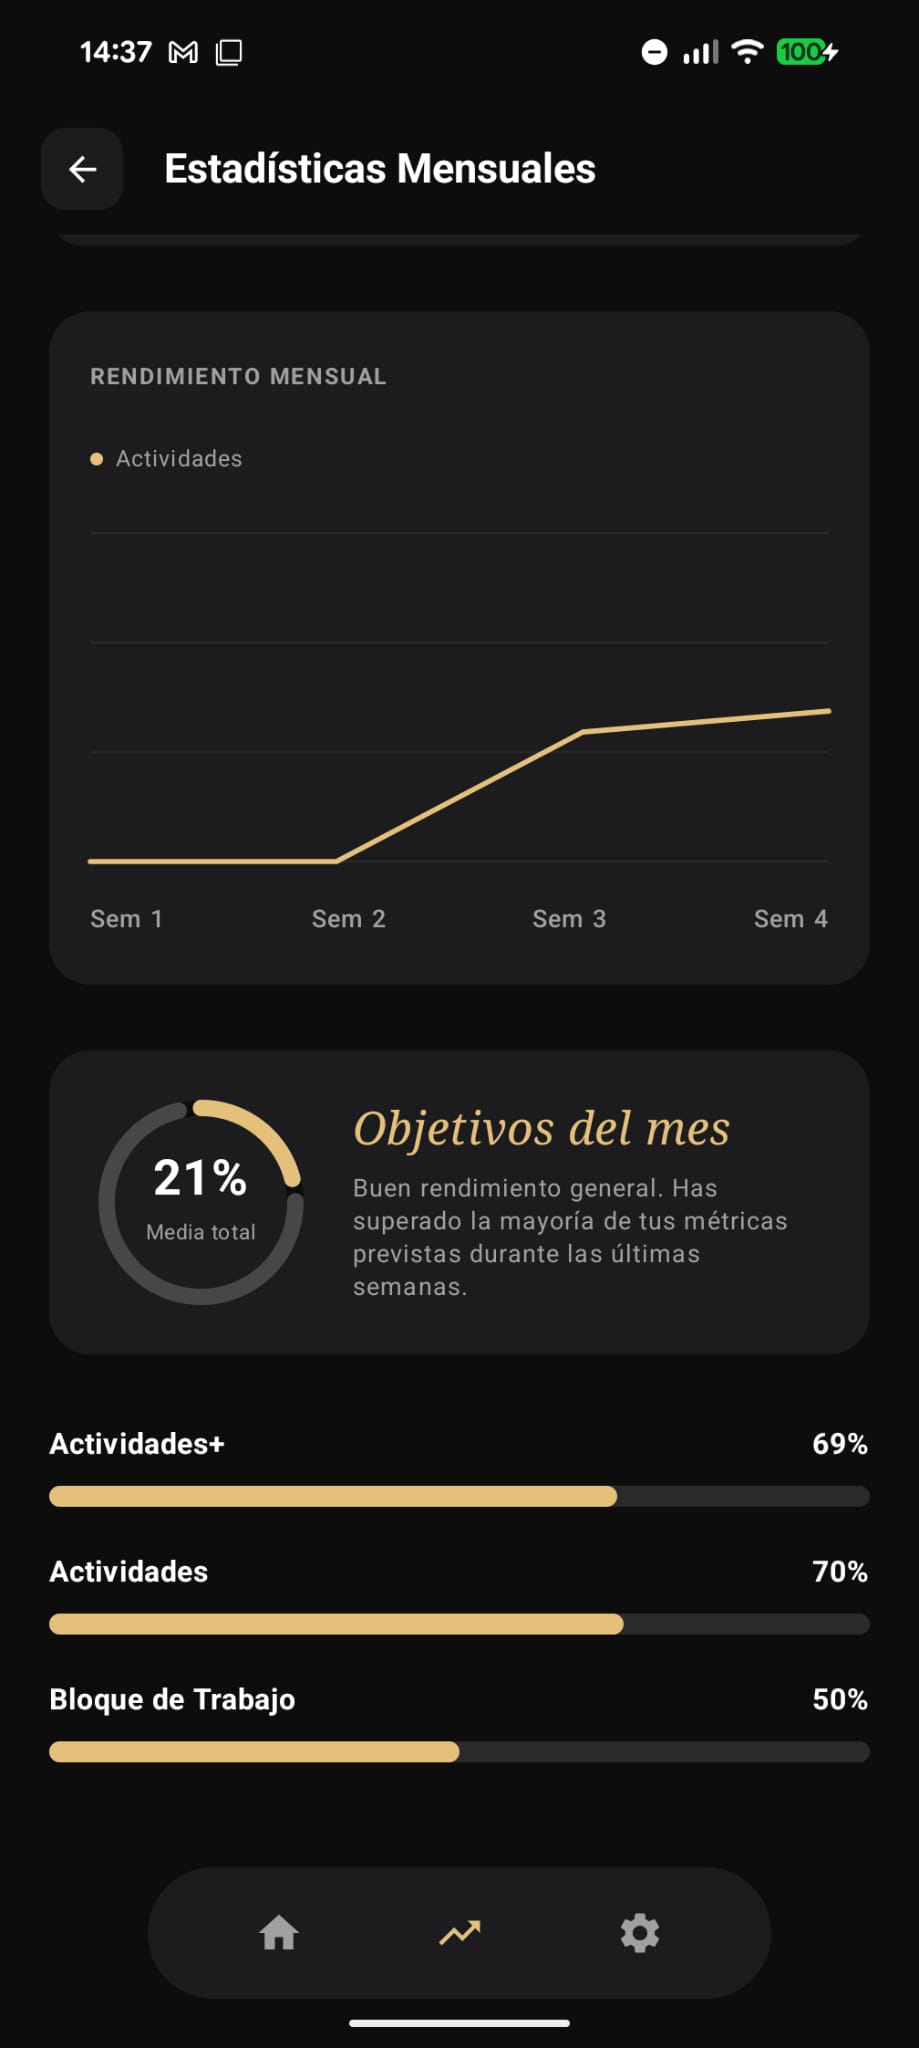 14:37
100
Estadísticas Mensuales
RENDIMIENTO MENSUAL
Actividades
Sem 1 Sem 2 Sem 3 Sem 4
21%
Media total
Objetivos del mes
Buen rendimiento general. Has
superado la mayoría de tus métricas
previstas durante las últimas
semanas.
Actividades+ 69%
Actividades 70%
Bloque de Trabajo 50%